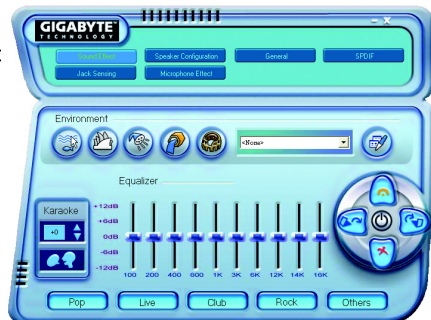 GIGABYTE
TECHNOLOGY
Sound Effect
Speaker Configuration
General
SPDIF
Jack Sensing
Microphone Effect
Environment
<None>
Equalizer
Karaoke
+0
+12dB
+6dB
0dB
-6dB
-12dB
100 200 400 600 1K 3K 6K 12K 14K 16K
Pop
Live
Club
Rock
Others